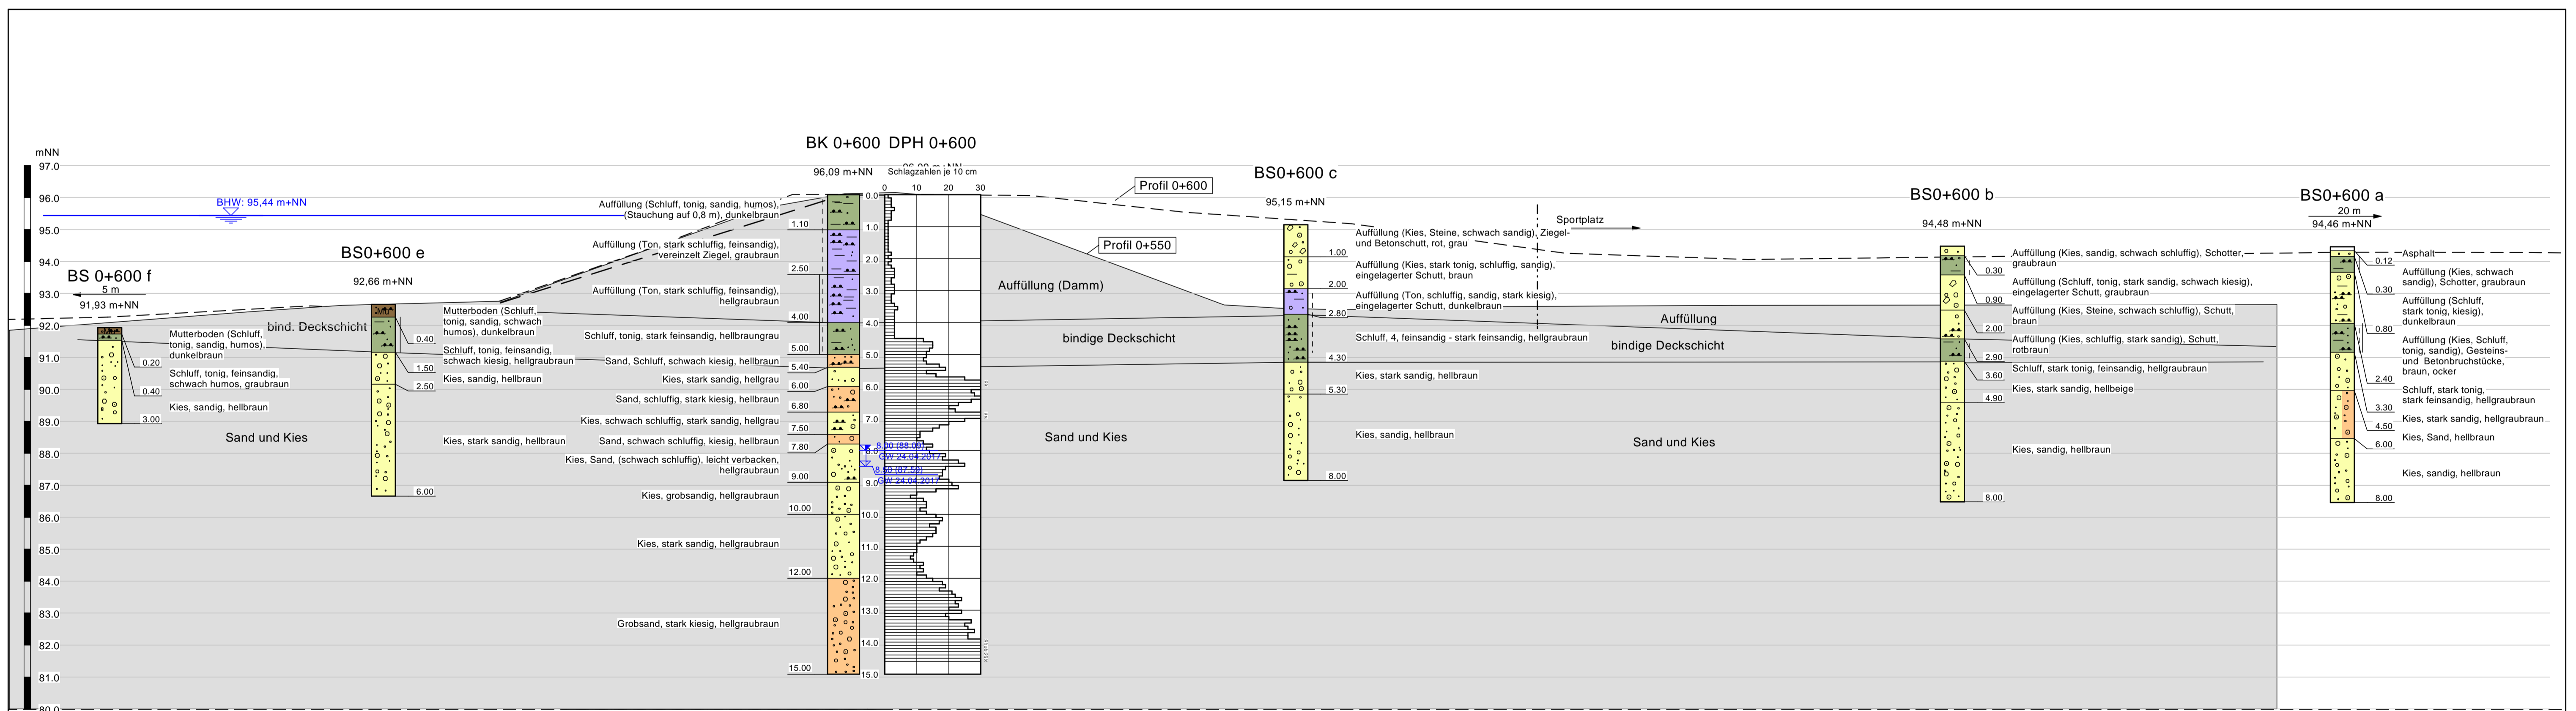 BK 0+600 DPH 0+600
96,09 m+NN
96,09 m+NN
Schlagzahlen je 10 cm
0 10 20 30
mNN
97.0
96.0
95.0
94.0
93.0
92.0
91.0
90.0
89.0
88.0
87.0
86.0
85.0
84.0
83.0
82.0
81.0
80.0
BHW: 95,44 m+NN
BS 0+600 f
5 m
91,93 m+NN
0.20
0.40
3.00
Mutterboden (Schluff,
tonig, sandig, humos),
dunkelbraun
Schluff, tonig, feinsandig,
schwach humos, graubraun
Kies, sandig, hellbraun
Sand und Kies
bind. Deckschicht
BS0+600 e
92,66 m+NN
0.40
1.50
2.50
6.00
Mutterboden (Schluff,
tonig, sandig, schwach
humos), dunkelbraun
Schluff, tonig, feinsandig,
schwach kiesig, hellgraubraun
Kies, sandig, hellbraun
Kies, stark sandig, hellbraun
Auffüllung (Schluff, tonig, sandig, humos),
(Stauchung auf 0,8 m), dunkelbraun
Auffüllung (Ton, stark schluffig, feinsandig),
vereinzelt Ziegel, graubraun
Auffüllung (Ton, stark schluffig, feinsandig),
hellgraubraun
Schluff, tonig, stark feinsandig, hellbraungrau
Sand, Schluff, schwach kiesig, hellbraun
Kies, stark sandig, hellgrau
Sand, schluffig, stark kiesig, hellbraun
Kies, schwach schluffig, stark sandig, hellgrau
Sand, schwach schluffig, kiesig, hellbraun
Kies, Sand, (schwach schluffig), leicht verbacken,
hellgraubraun
Kies, grobsandig, hellgraubraun
Kies, stark sandig, hellgraubraun
Grobsand, stark kiesig, hellgraubraun
1.10
2.50
4.00
5.00
5.40
6.00
6.80
7.50
7.80
9.00
10.00
12.00
15.00
0.0
1.0
2.0
3.0
4.0
5.0
6.0
7.0
8.0
9.0
10.0
11.0
12.0
13.0
14.0
15.0
8.00 (88.09)
GW 24.04.2017
8.50 (87.59)
GW 24.04.2017
Auffüllung (Damm)
bindige Deckschicht
Sand und Kies
Profil 0+600
Profil 0+550
BS0+600 c
95,15 m+NN
1.00
2.00
2.80
4.30
5.30
8.00
Auffüllung (Kies, Steine, schwach sandig), Ziegel-
und Betonschutt, rot, grau
Auffüllung (Kies, stark tonig, schluffig, sandig),
eingelagerter Schutt, braun
Auffüllung (Ton, schluffig, sandig, stark kiesig),
eingelagerter Schutt, dunkelbraun
Schluff, 4, feinsandig - stark feinsandig, hellgraubraun
Kies, stark sandig, hellbraun
Kies, sandig, hellbraun
Sportplatz
Auffüllung
bindige Deckschicht
Sand und Kies
BS0+600 b
94,48 m+NN
0.30
0.90
2.00
2.90
3.60
4.90
8.00
Auffüllung (Kies, sandig, schwach schluffig), Schotter,
graubraun
Auffüllung (Schluff, tonig, stark sandig, schwach kiesig),
eingelagerter Schutt, graubraun
Auffüllung (Kies, Steine, schwach schluffig), Schutt,
braun
Auffüllung (Kies, schluffig, stark sandig), Schutt,
rotbraun
Schluff, stark tonig, feinsandig, hellgraubraun
Kies, stark sandig, hellbeige
Kies, sandig, hellbraun
BS0+600 a
20 m
94,46 m+NN
0.12
0.30
0.80
2.40
3.30
4.50
6.00
8.00
Asphalt
Auffüllung (Kies, schwach
sandig), Schotter, graubraun
Auffüllung (Schluff,
stark tonig, kiesig),
dunkelbraun
Auffüllung (Kies, Schluff,
tonig, sandig), Gesteins-
und Betonbruchstücke,
braun, ocker
Schluff, stark tonig,
stark feinsandig, hellgraubraun
Kies, stark sandig, hellgraubraun
Kies, Sand, hellbraun
Kies, sandig, hellbraun